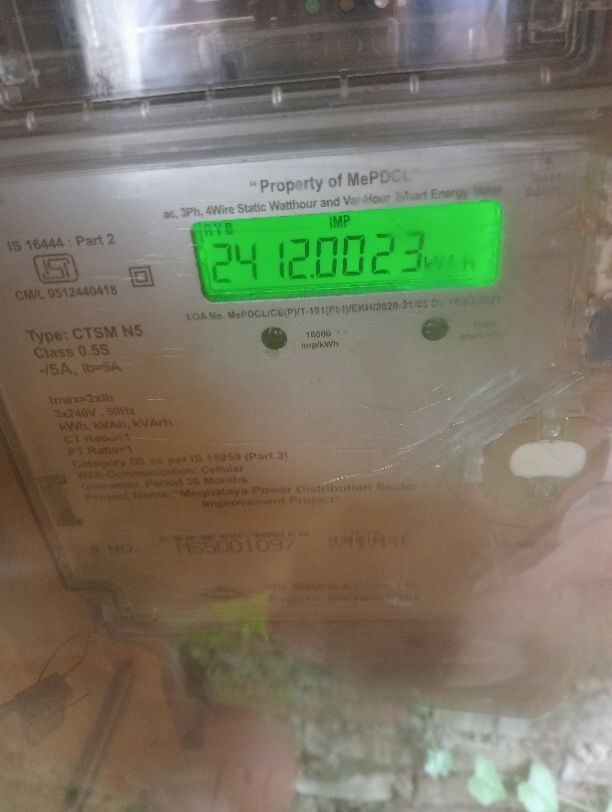 " Property of MePDCL"
ac, 3Ph, 4Wire Static Watthour and Var-Hour Smart Energy Meter
IS 16444 : Part 2
R Y B IMP
2412.0023 kVAh
CM/L 9512440418
LOA No. MePDCL/CE(P)/T-191(Pt-I)/EKH/2020-21/05
Type: CTSM N5
16000
imp/kWh
Class 0.5S
-/5A, Ib=5A
Imax=2xIb
3x240V , 50Hz
kWh, kVAh, kVArh
CT Ratio=1
PT Ratio=1
Category D3 as per IS 15959 (Part 3)
WAN Communication: Cellular
Guarantee Period 36 Months
Project Name:"Meghalaya Power Distribution Sector
Improvement Project"
S. NO. MS5001097